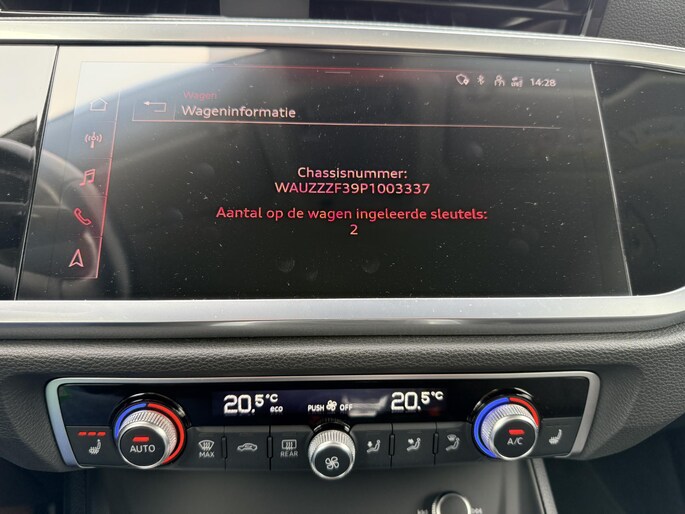 14:28
Wagen
Wageninformatie
Chassisnummer:
WAUZZZF39P1003337
Aantal op de wagen ingeleerde sleutels:
2
20.5°C
eco
PUSH OFF
20.5°C
AUTO
MAX
REAR
A/C